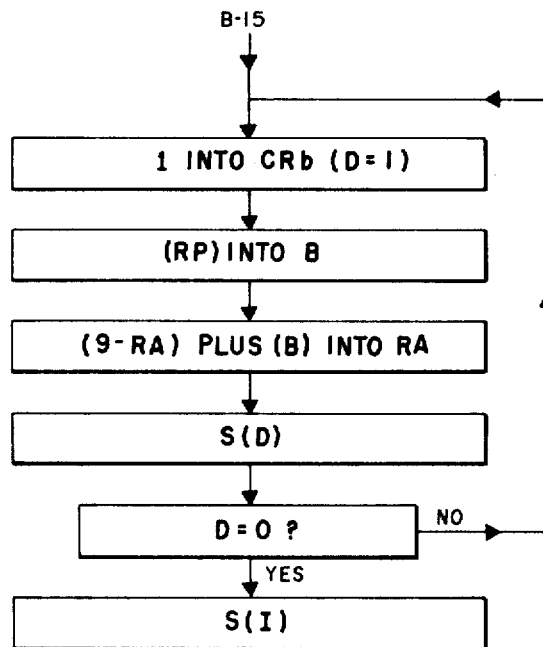 B-15
1 INTO CRb (D=1)
(RP) INTO B
(9-RA) PLUS (B) INTO RA
S(D)
D=0 ?
NO
YES
S(I)